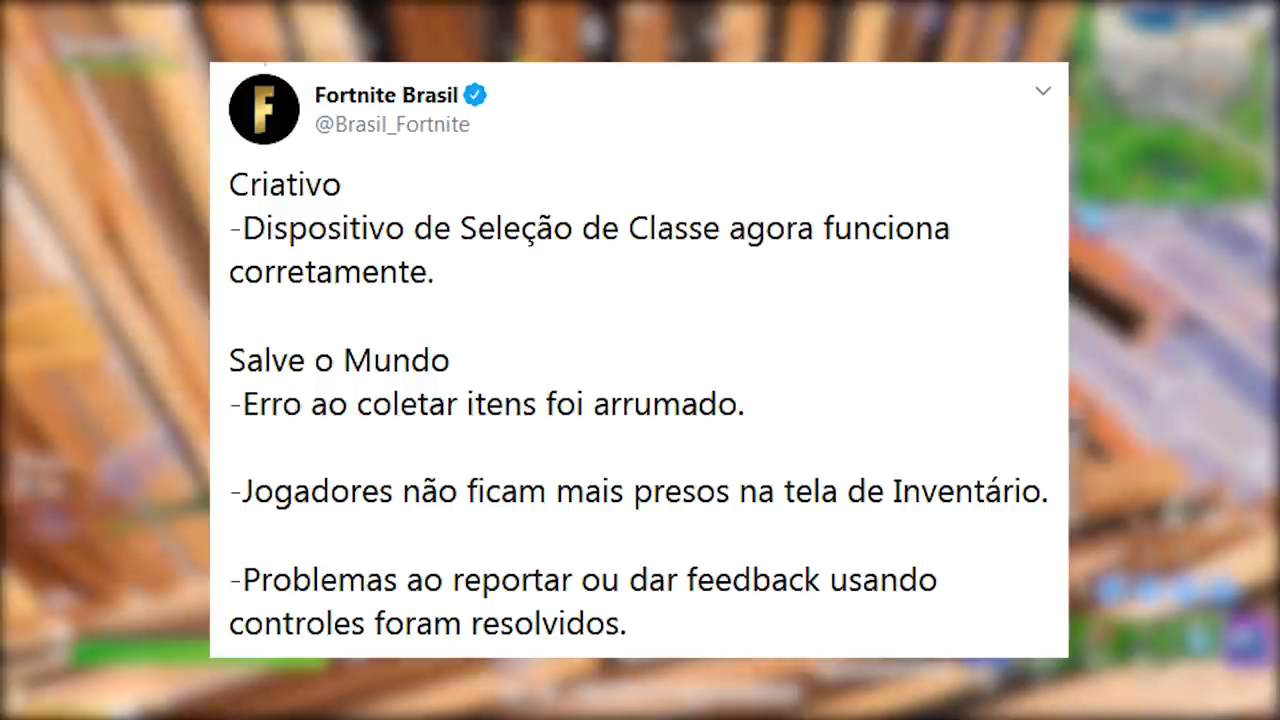 F
Fortnite Brasil
@Brasil_Fortnite
Criativo
-Dispositivo de Seleção de Classe agora funciona
corretamente.
Salve o Mundo
-Erro ao coletar itens foi arrumado.
-Jogadores não ficam mais presos na tela de Inventário.
-Problemas ao reportar ou dar feedback usando
controles foram resolvidos.